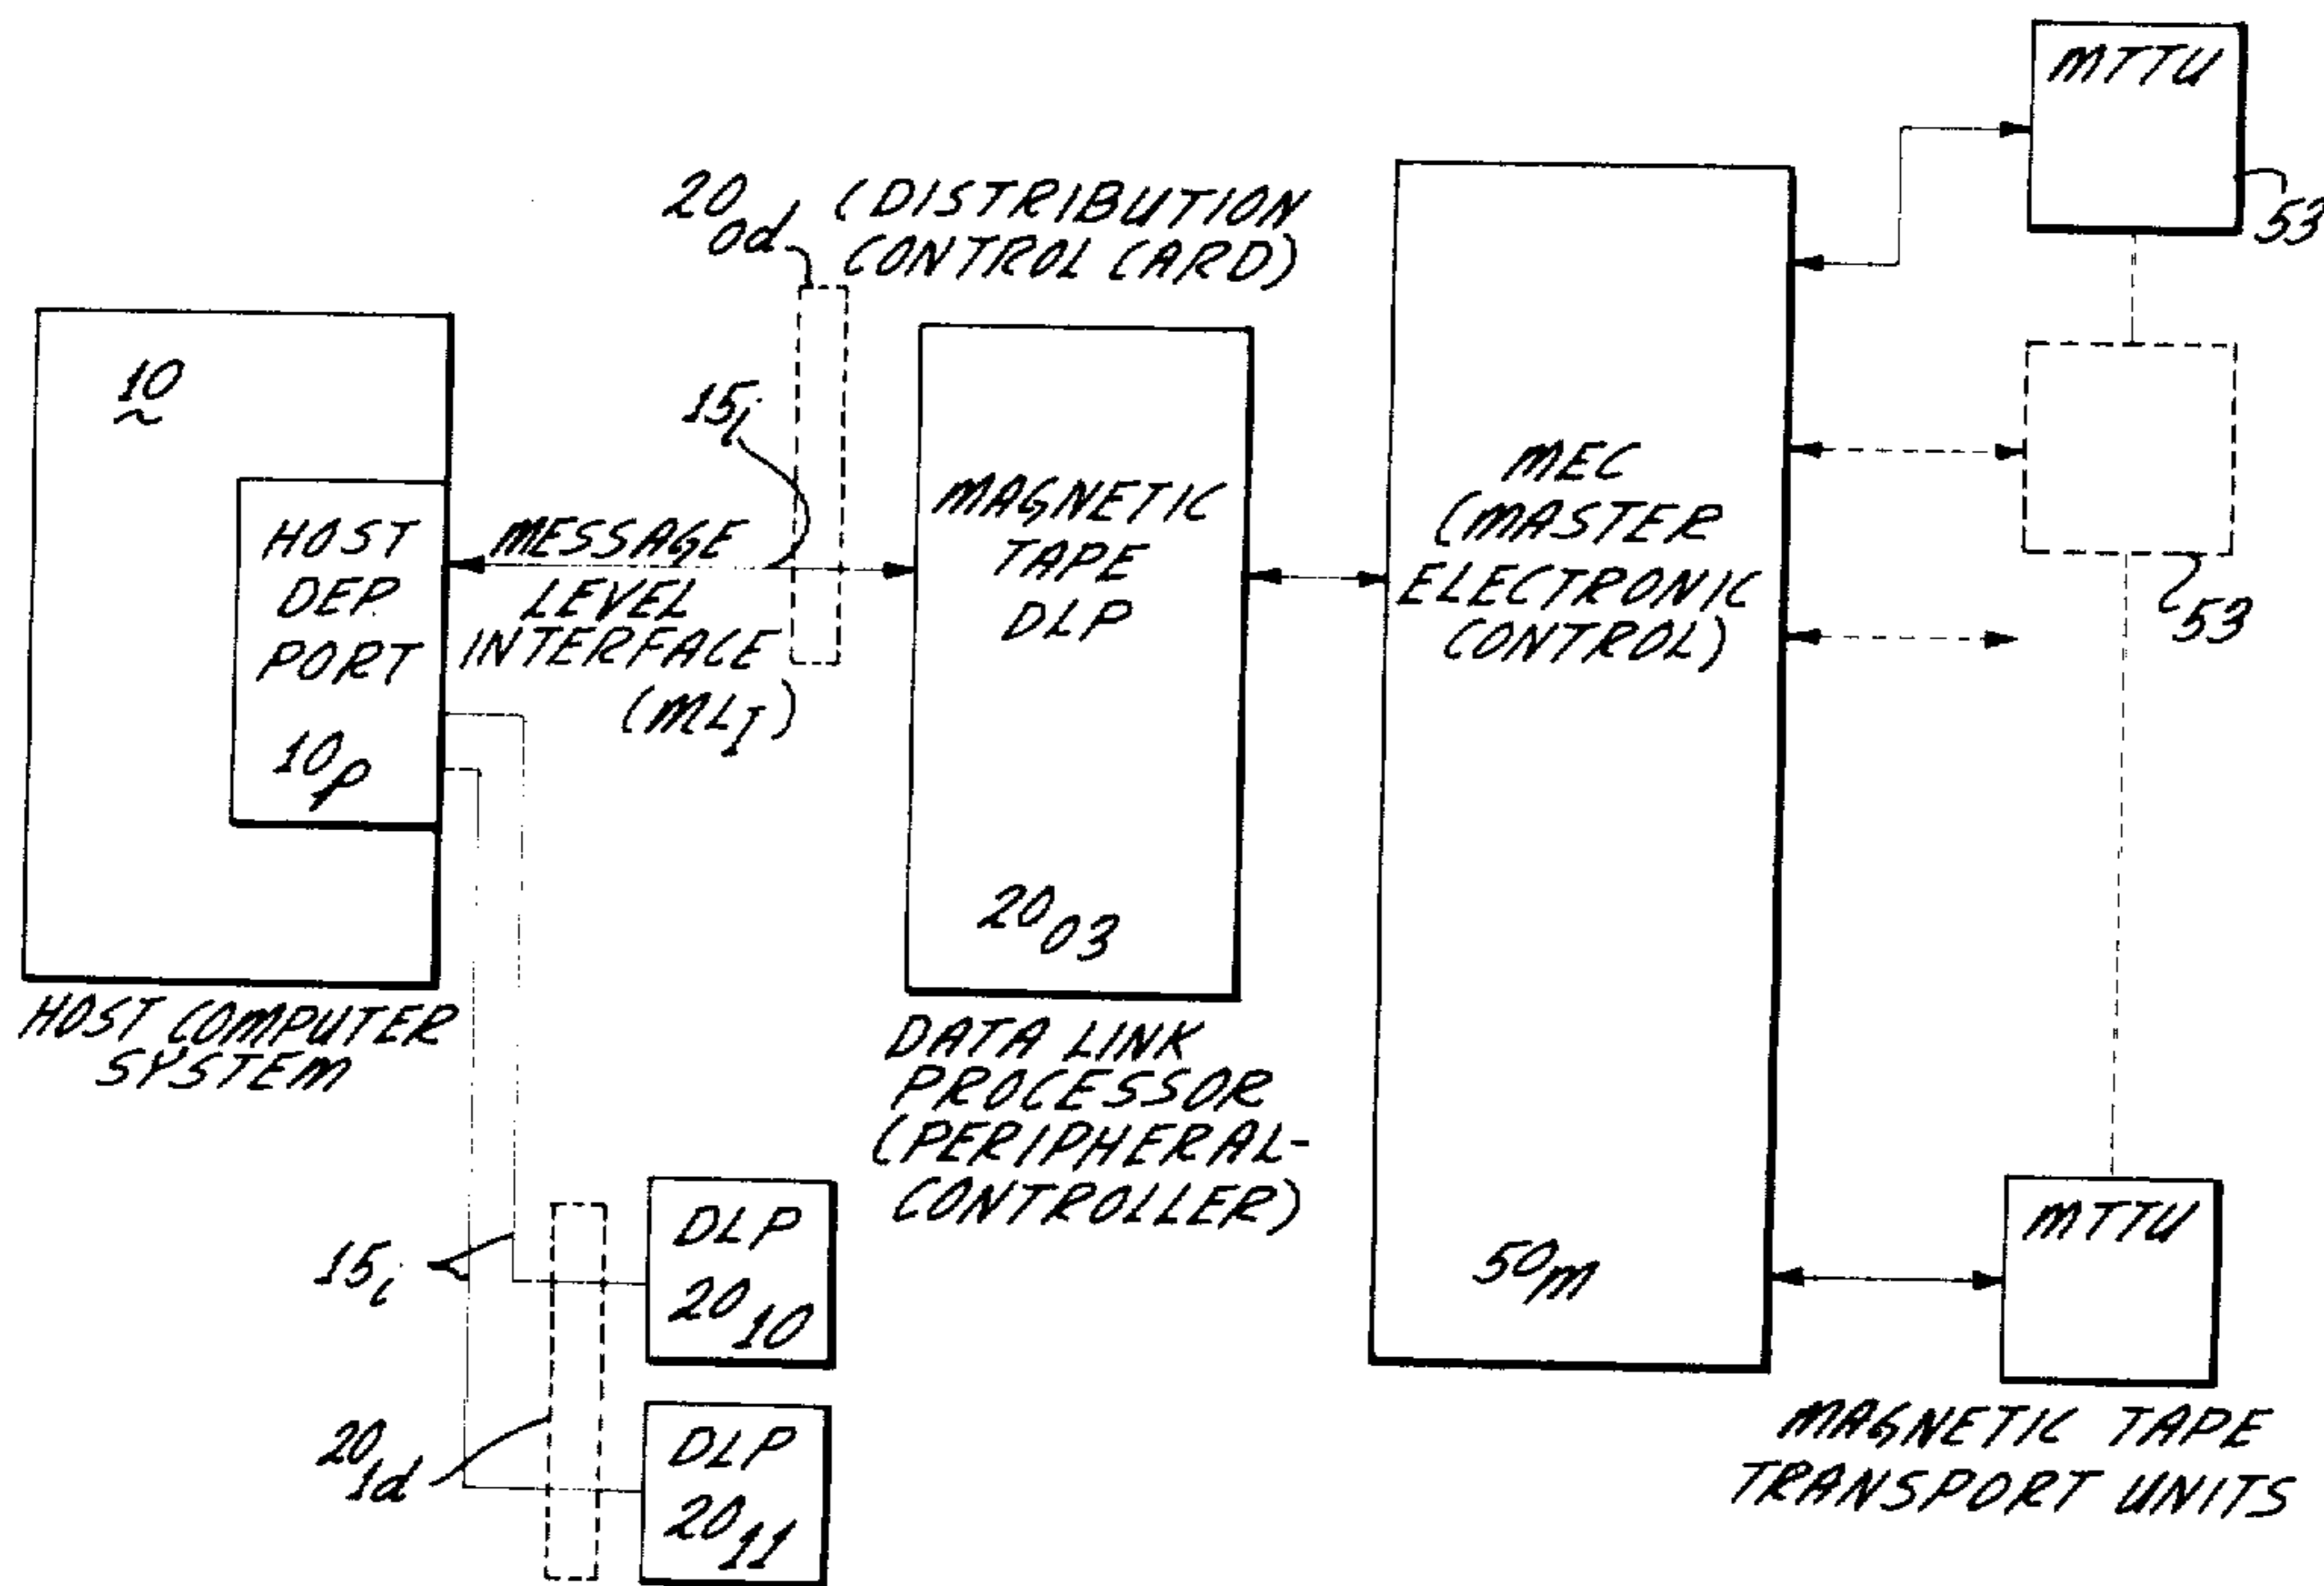 MTTU
53
20 0d (DISTRIBUTION
CONTROL CARD)
10
15i
HOST
DEP.
PORT
10p
MESSAGE
LEVEL
INTERFACE
(MLI)
MAGNETIC
TAPE
DLP
20 03
MEC
(MASTER
ELECTRONIC
CONTROL)
50m
53
HOST COMPUTER
SYSTEM
DATA LINK
PROCESSOR
(PERIPHERAL-
CONTROLLER)
15i
20 1d
DLP
20 10
DLP
20 11
MTTU
MAGNETIC TAPE
TRANSPORT UNITS